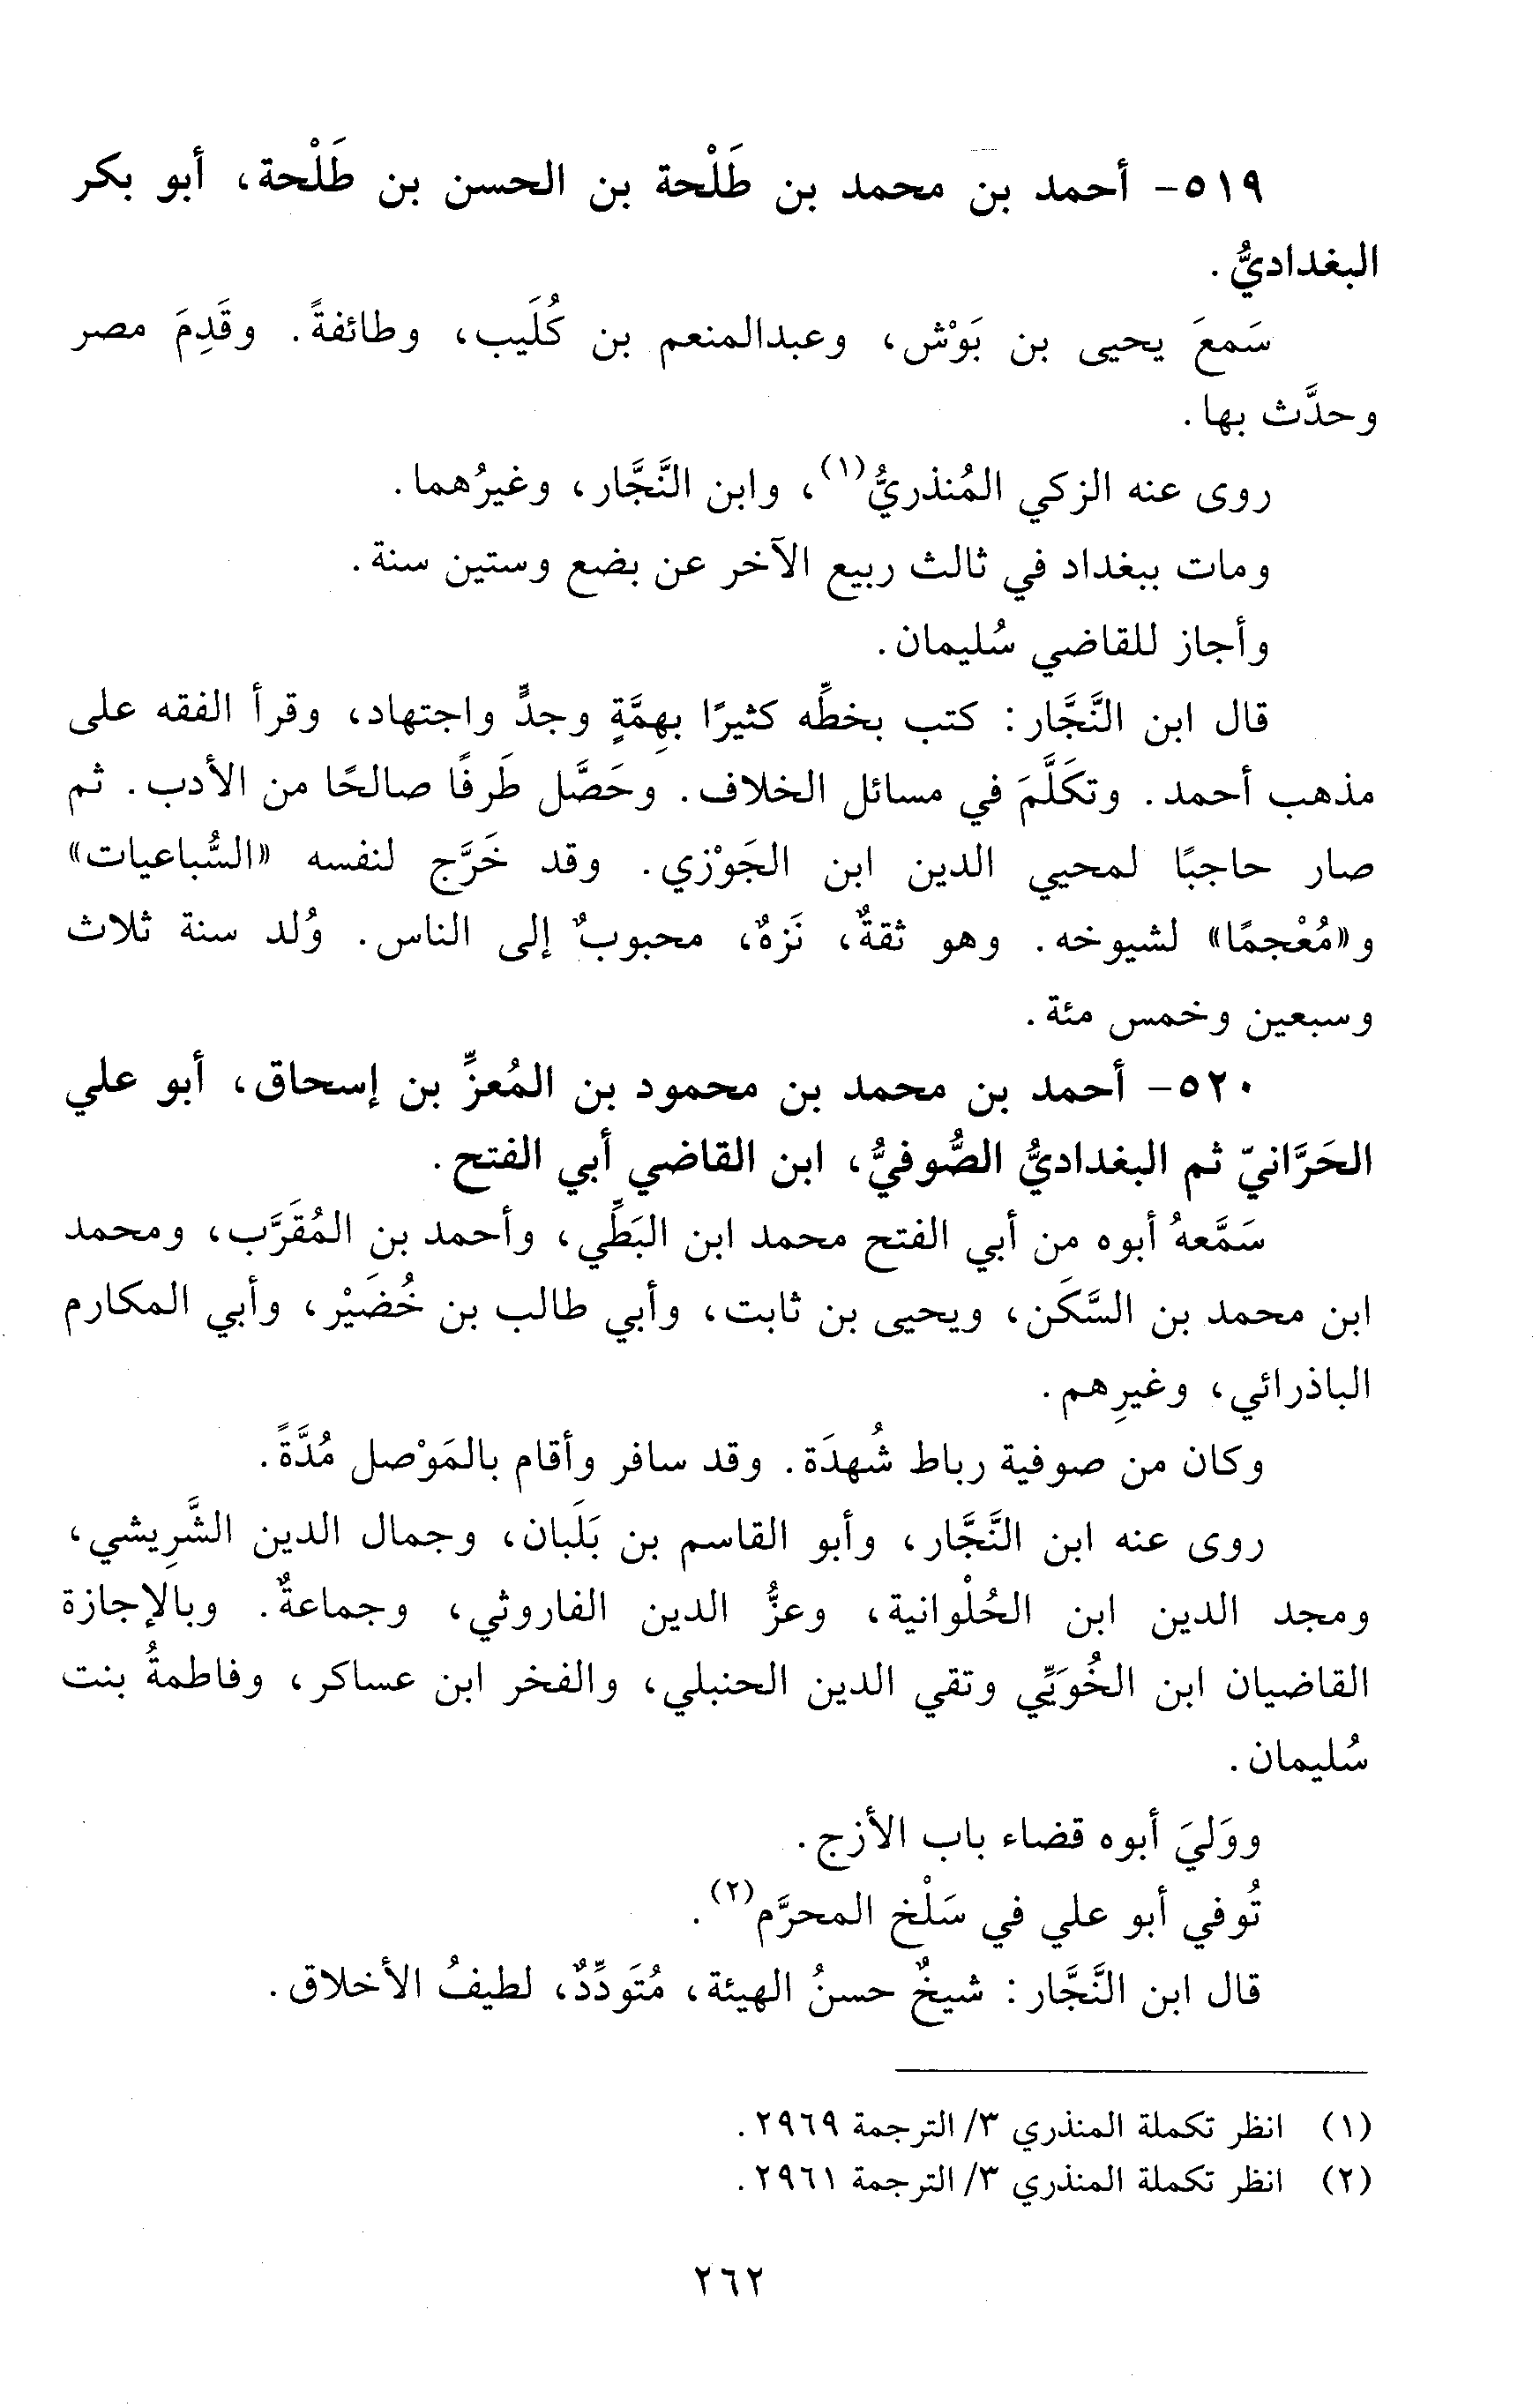 ٥١٩- أحمد بن محمد بن طَلْحة بن الحسن بن طَلْحة، أبو بكر
البغداديُّ.
سَمعَ يحيى بن بَوْش، وعبدالمنعم بن كُلَيب، وطائفةً. وقَدِمَ مصر
وحدَّث بها.
روى عنه الزكي المُنذريُّ(١)، وابن النَّجَّار، وغيرُهما.
ومات ببغداد في ثالث ربيع الآخر عن بضع وستين سنة.
وأجاز للقاضي سُليمان.
قال ابن النَّجَّار: كتب بخطِّه كثيرًا بهِمَّةٍ وجدٍّ واجتهاد، وقرأ الفقه على
مذهب أحمد. وتكَلَّمَ في مسائل الخلاف. وحَصَّل طَرفًا صالحًا من الأدب. ثم
صار حاجبًا لمحيي الدين ابن الجَوْزي. وقد خَرَّج لنفسه «السُّباعيات»
و«مُعْجمًا» لشيوخه. وهو ثقةٌ، نَزهٌ، محبوبٌ إلى الناس. وُلد سنة ثلاث
وسبعين وخمس مئة.
٥٢٠- أحمد بن محمد بن محمود بن المُعزِّ بن إسحاق، أبو علي
الحَرَّانيّ ثم البغداديُّ الصُّوفيُّ، ابن القاضي أبي الفتح.
سَمَّعهُ أبوه من أبي الفتح محمد ابن البَطِّي، وأحمد بن المُقَرَّب، ومحمد
ابن محمد بن السَّكَن، ويحيى بن ثابت، وأبي طالب بن خُضَيْر، وأبي المكارم
الباذرائي، وغيرِهم.
وكان من صوفية رباط شُهدَة. وقد سافر وأقام بالمَوْصل مُدَّةً.
روى عنه ابن النَّجَّار، وأبو القاسم بن بَلَبان، وجمال الدين الشَّرِيشي،
ومجد الدين ابن الحُلْوانية، وعزُّ الدين الفاروثي، وجماعةٌ. وبالإجازة
القاضيان ابن الخُوَيِّي وتقي الدين الحنبلي، والفخر ابن عساكر، وفاطمةُ بنت
سُليمان.
ووَليَ أبوه قضاء باب الأزج.
تُوفي أبو علي في سَلْخ المحرَّم(٢).
قال ابن النَّجَّار: شيخٌ حسنُ الهيئة، مُتَودِّدٌ، لطيفُ الأخلاق.
(١) انظر تكملة المنذري ٣/ الترجمة ٢٩٦٩.
(٢) انظر تكملة المنذري ٣/ الترجمة ٢٩٦١.
٢٦٢